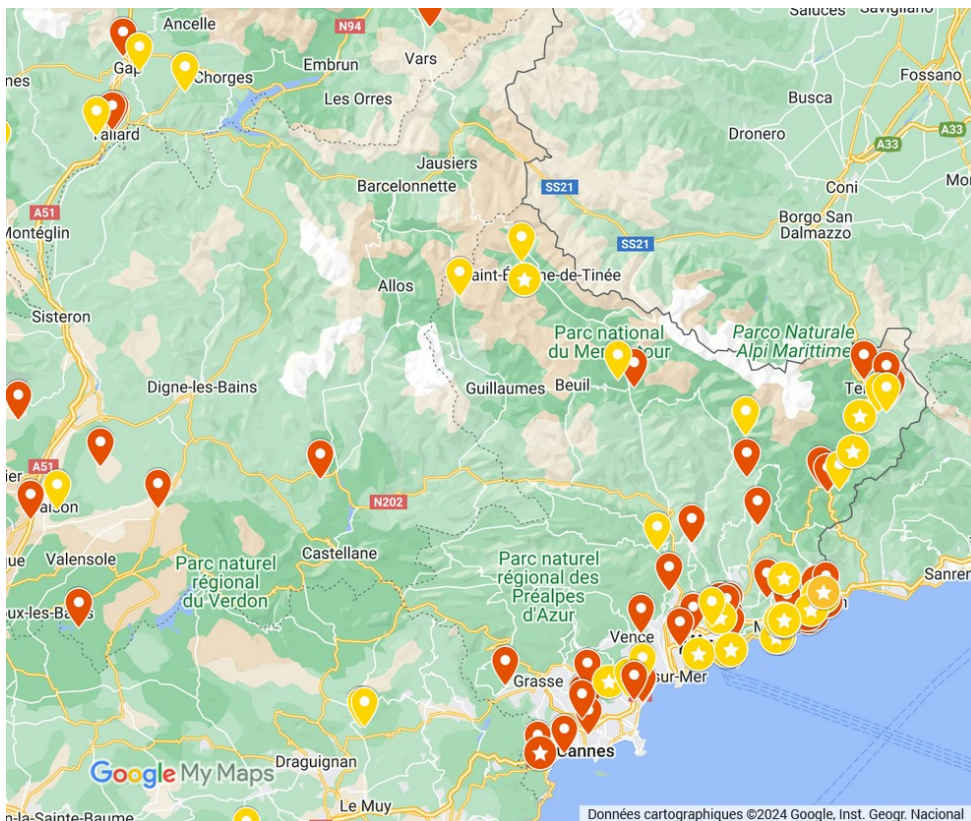 Ancelle
N94
Saluces
Savigliano
Gap
Chorges
Embrun
Vars
Fossano
Les Orres
Busca
Dronero
A33
A33
Jausiers
Barcelonnette
SS21
Coni
A51
Montéglin
Borgo San
Dalmazzo
SS21
Allos
Sisteron
Parc national
Parco Naturale
Alpi Marittime
Digne-les-Bains
Guillaumes
Beuil
A51
N202
Valensole
Castellane
Parc naturel
régional
du Verdon
Parc naturel
régional des
Préalpes
d'Azur
Vence
Grasse
Cannes
Draguignan
Google My Maps
Le Muy
Données cartographiques ©2024 Google, Inst. Geogr. Nacional